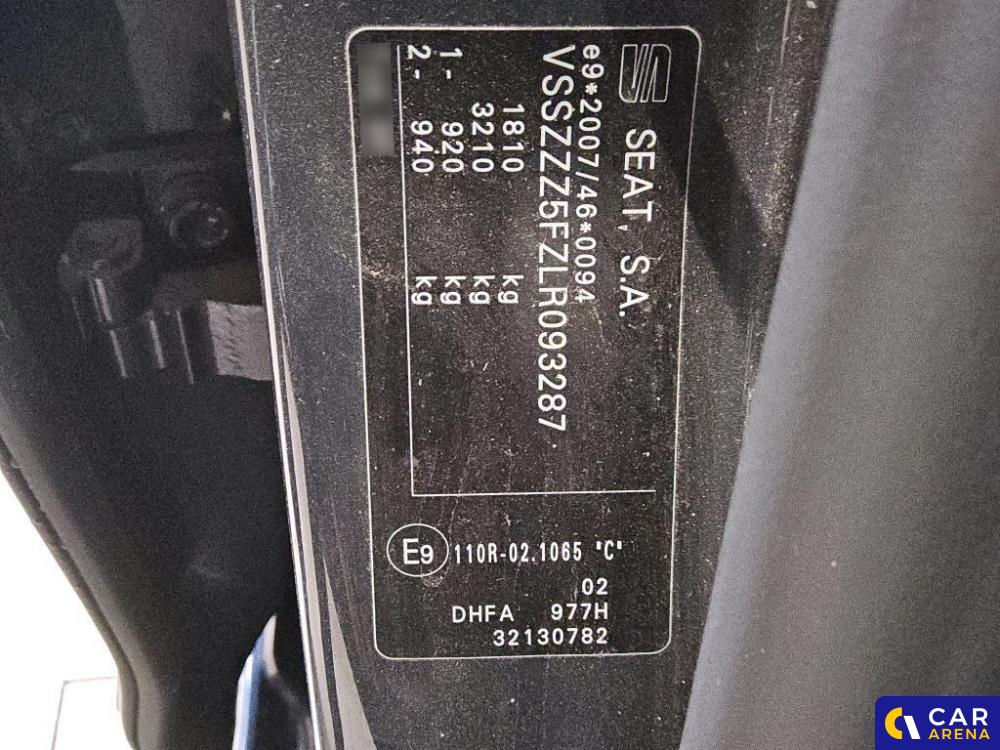 SEAT, S.A.
e9*2007/46*0094
VSSZZZ5FZLR093287
1810 kg
3210 kg
1- 920 kg
2- 940 kg
E9 110R-02.1065 "C"
02
DHFA 977H
32130782
CAR
ARENA